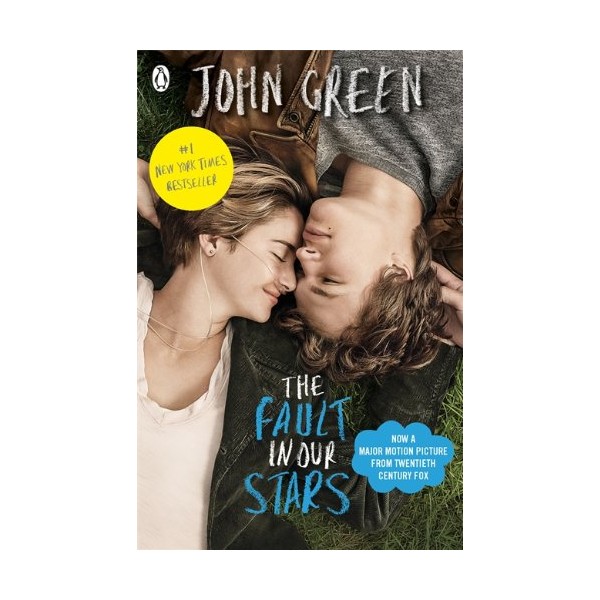 JOHN GREEN
#1
NEW YORK TIMES
BESTSELLER
THE
FAULT
IN OUR
STARS
NOW A
MAJOR MOTION PICTURE
FROM TWENTIETH
CENTURY FOX